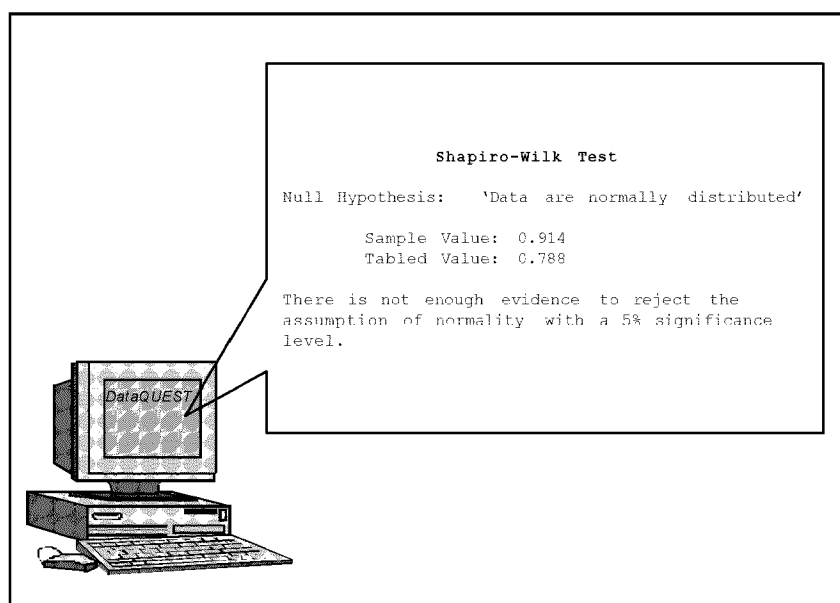 Shapiro-Wilk Test
Null Hypothesis: 'Data are normally distributed'
Sample Value: 0.914
Tabled Value: 0.788
There is not enough evidence to reject the
assumption of normality with a 5% significance
level.
DataQUEST